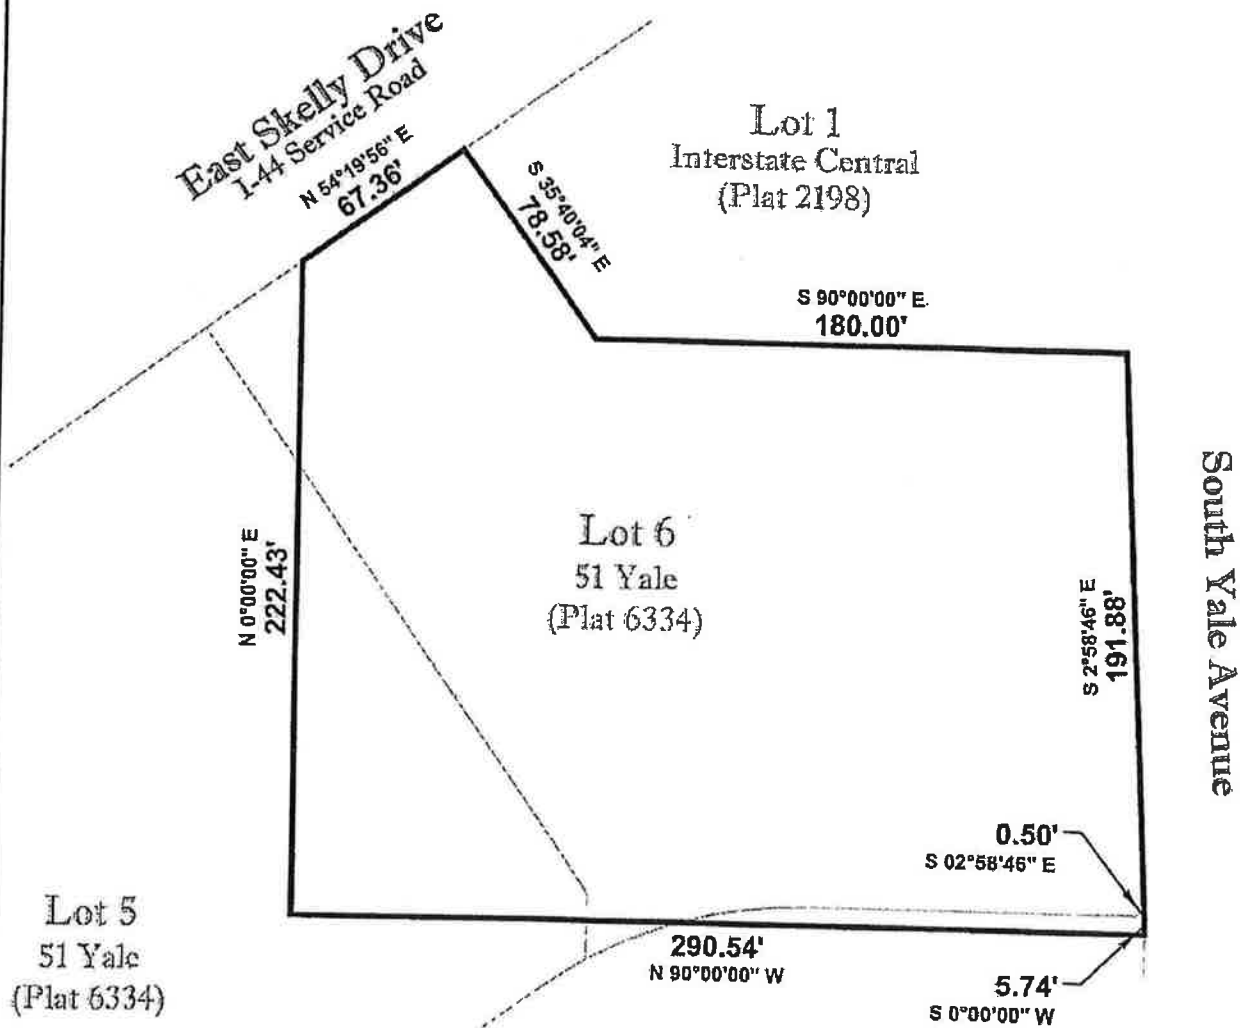 East Skelly Drive
I-44 Service Road
N 54°19'56" E
67.36'
S 35°40'04" E
78.58'
Lot 1
Interstate Central
(Plat 2198)
S 90°00'00" E
180.00'
N 0°00'00" E
222.43'
Lot 6
51 Yale
(Plat 6334)
S 2°58'46" E
191.88'
South Yale Avenue
0.50'
S 02°58'46" E
Lot 5
51 Yale
(Plat 6334)
290.54'
N 90°00'00" W
5.74'
S 0°00'00" W